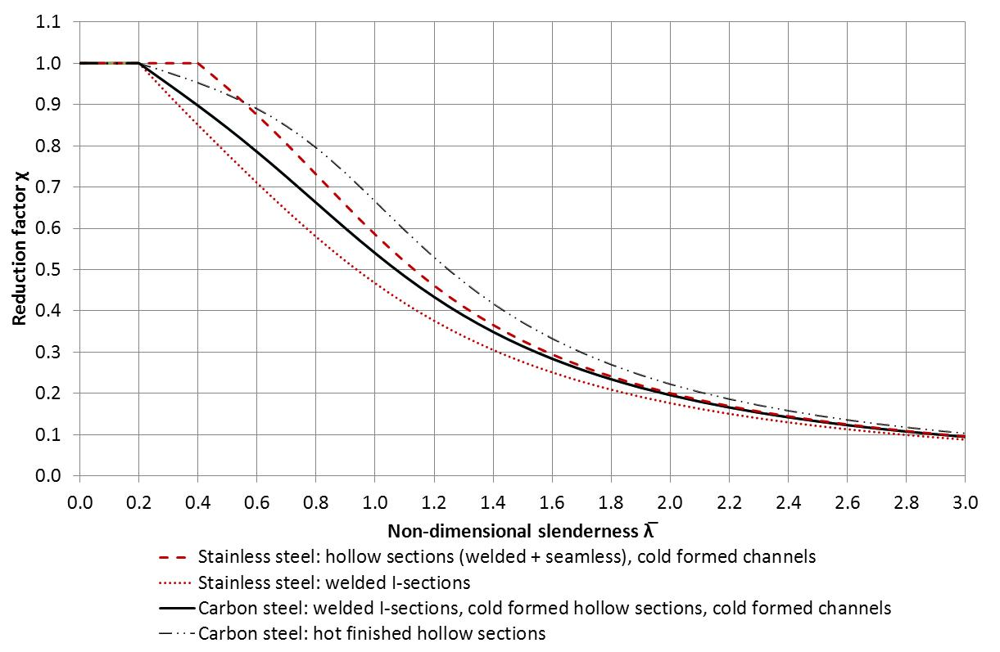 1.1
1.0
0.9
0.8
0.7
0.6
0.5
0.4
0.3
0.2
0.1
0.0
Reduction factor χ
0.0 0.2 0.4 0.6 0.8 1.0 1.2 1.4 1.6 1.8 2.0 2.2 2.4 2.6 2.8 3.0
Non-dimensional slenderness λ̅
Stainless steel: hollow sections (welded + seamless), cold formed channels
Stainless steel: welded I-sections
Carbon steel: welded I-sections, cold formed hollow sections, cold formed channels
Carbon steel: hot finished hollow sections